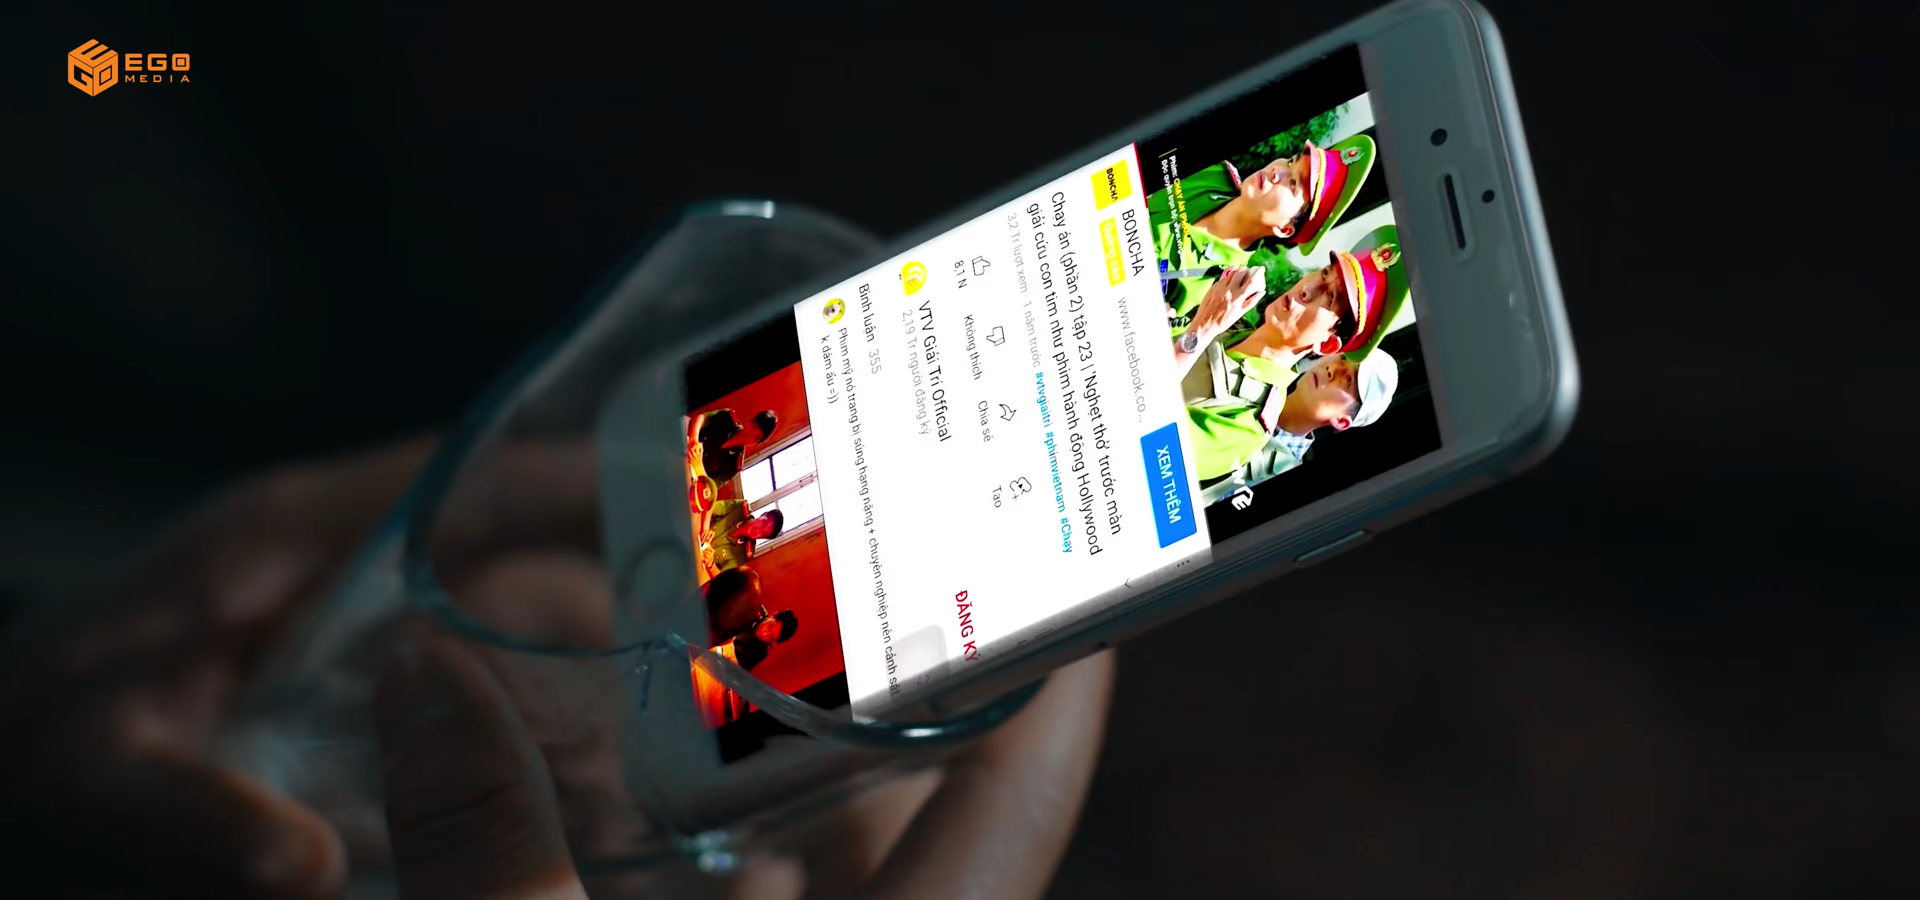 EGO
MEDIA
BONCHA
BONCHA
www.facebook.co...
XEM THÊM
Chạy án (phần 2) tập 23 | 'Nghẹt thở' trước màn
giải cứu con tim như phim hành động Hollywood
3,2 Tr lượt xem · 1 năm trước #vtvgiaitri #phimvietnam #Chay
8,1 N
Không thích
Chia sẻ
Tạo
VTV Giải Trí Official
2,19 Tr người đăng ký
ĐĂNG KÝ
Bình luận 355
Phim mỹ nó trang bị súng hạng nặng + chuyên nghiệp nên cảnh sát
k dám ẩu =))